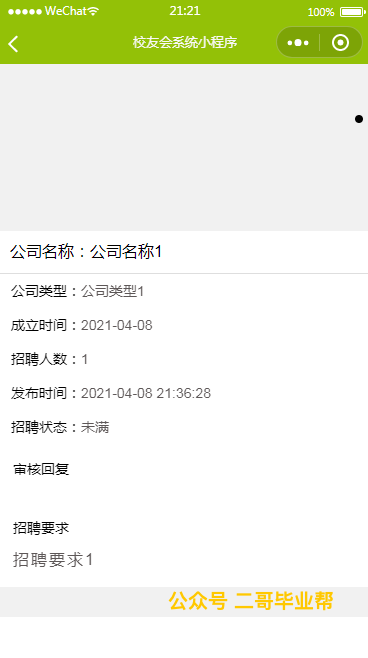 WeChat 21:21 100%
校友会系统小程序
公司名称：公司名称1
公司类型：公司类型1
成立时间：2021-04-08
招聘人数：1
发布时间：2021-04-08 21:36:28
招聘状态：未满
审核回复
招聘要求
招聘要求1
公众号 二哥毕业帮